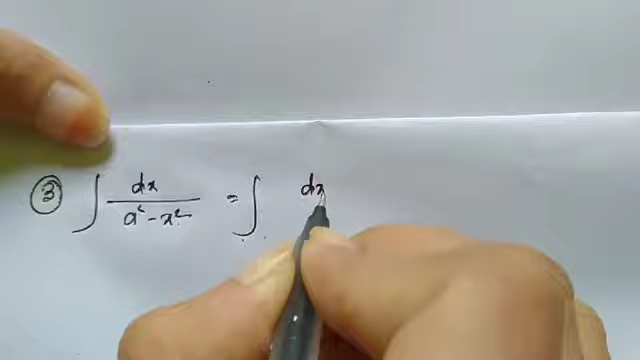 ③ ∫ dx / (a² - x²) = ∫ dx